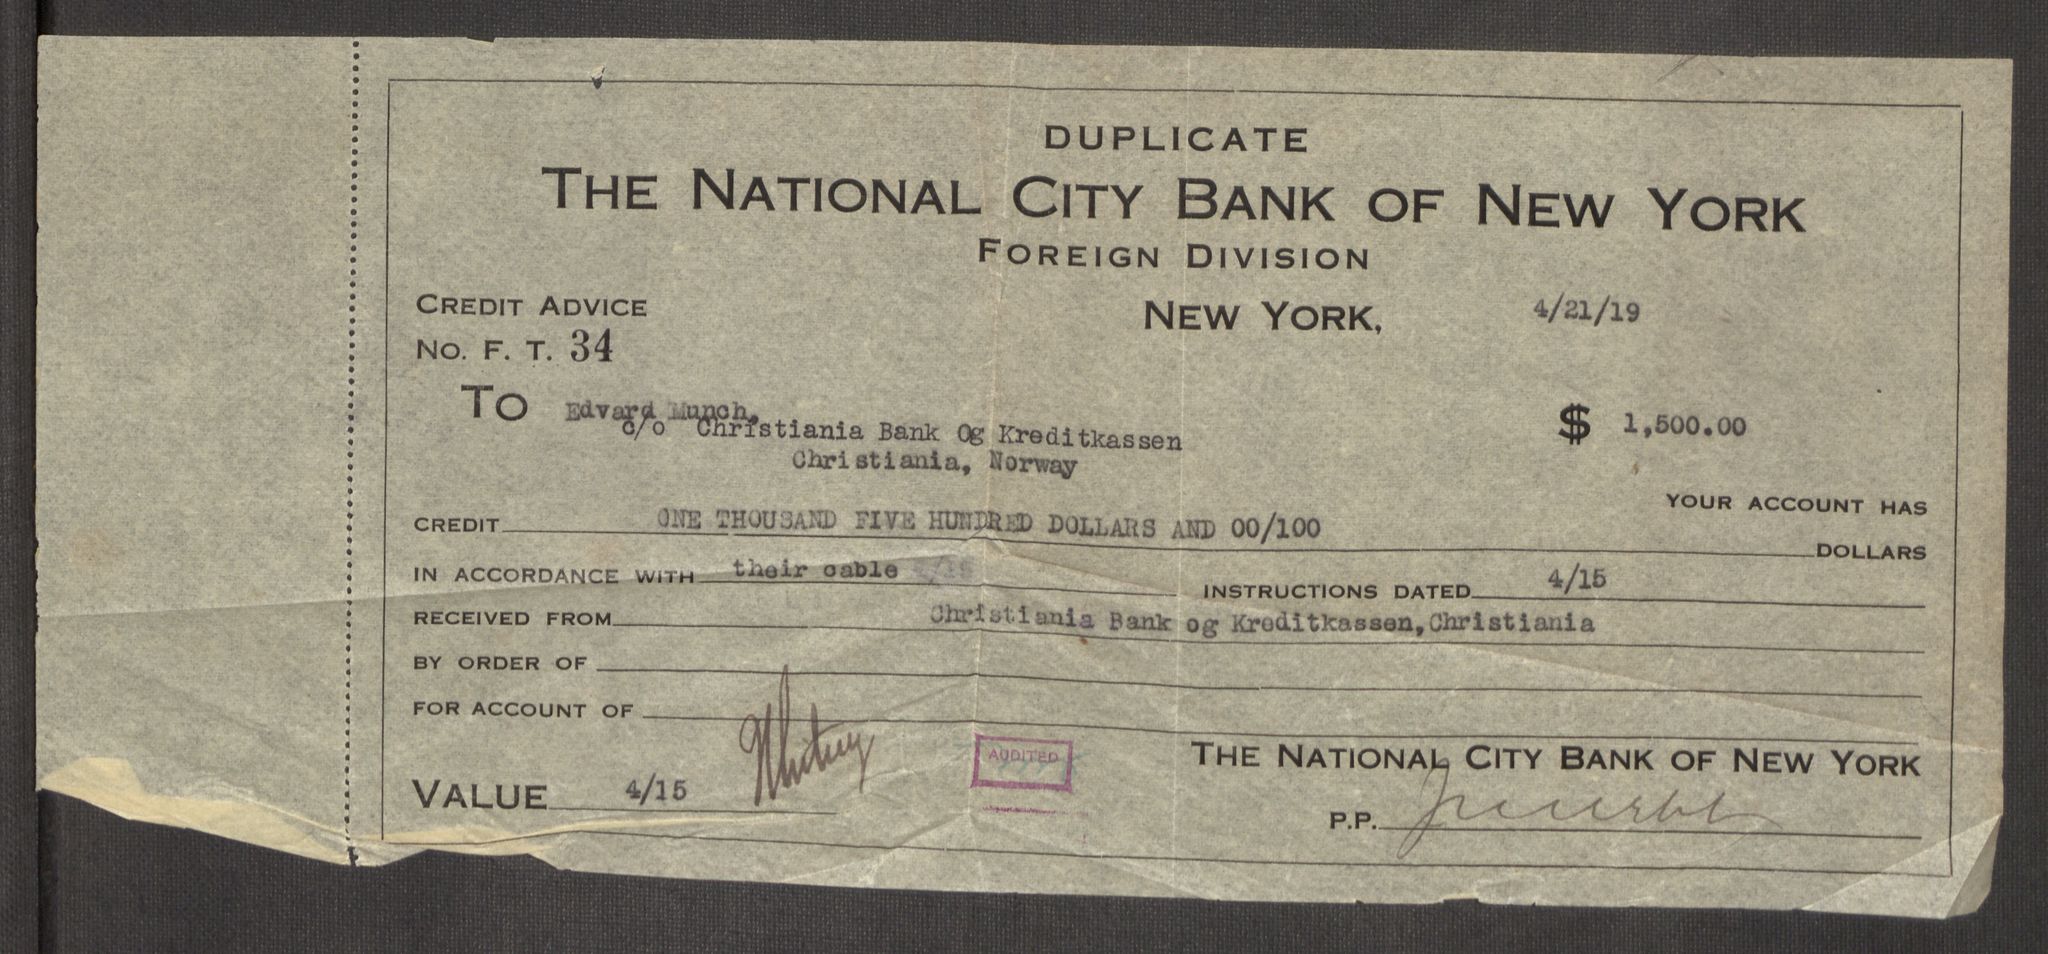 DUPLICATE
THE NATIONAL CITY BANK OF NEW YORK
FOREIGN DIVISION
CREDIT ADVICE
NEW YORK, 4/21/19
NO. F. T. 34
TO Edvard Munch,
c/o Christiania Bank Og Kreditkassen
Christiania, Norway
$ 1,500.00
YOUR ACCOUNT HAS
CREDIT ONE THOUSAND FIVE HUNDRED DOLLARS AND 00/100 DOLLARS
IN ACCORDANCE WITH their cable INSTRUCTIONS DATED 4/15
RECEIVED FROM Christiania Bank og Kreditkassen, Christiania
BY ORDER OF
FOR ACCOUNT OF
AUDITED
THE NATIONAL CITY BANK OF NEW YORK
VALUE 4/15 Whitney
P.P.